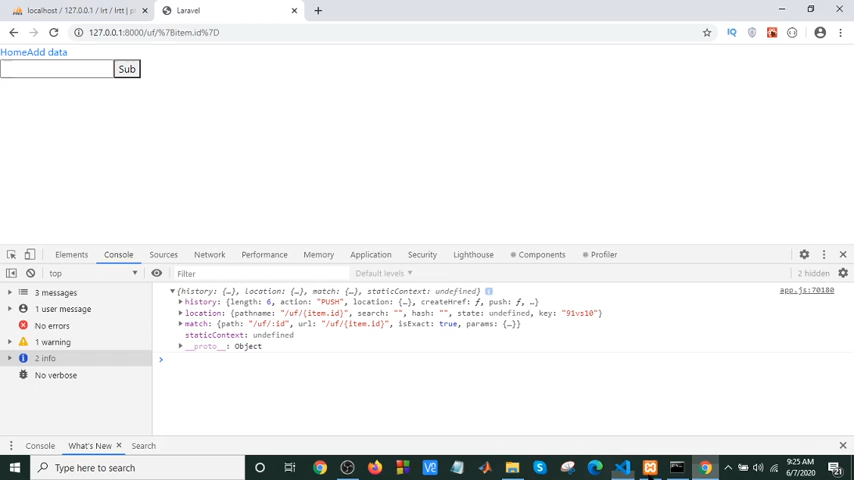 localhost / 127.0.0.1 / lrt / lrtt | p
Laravel
127.0.0.1:8000/uf/%7Bitem.id%7D
IQ
HomeAdd data
Sub
Elements Console Sources Network Performance Memory Application Security Lighthouse Components Profiler
top Filter Default levels 2 hidden
3 messages
1 user message
No errors
1 warning
2 info
No verbose
{history: {…}, location: {…}, match: {…}, staticContext: undefined} app.js:70180
history: {length: 6, action: "PUSH", location: {…}, createHref: ƒ, push: ƒ, …}
location: {pathname: "/uf/{item.id}", search: "", hash: "", state: undefined, key: "91vs10"}
match: {path: "/uf/:id", url: "/uf/{item.id}", isExact: true, params: {…}}
staticContext: undefined
__proto__: Object
Console What's New Search
Type here to search
9:25 AM
6/7/2020
21